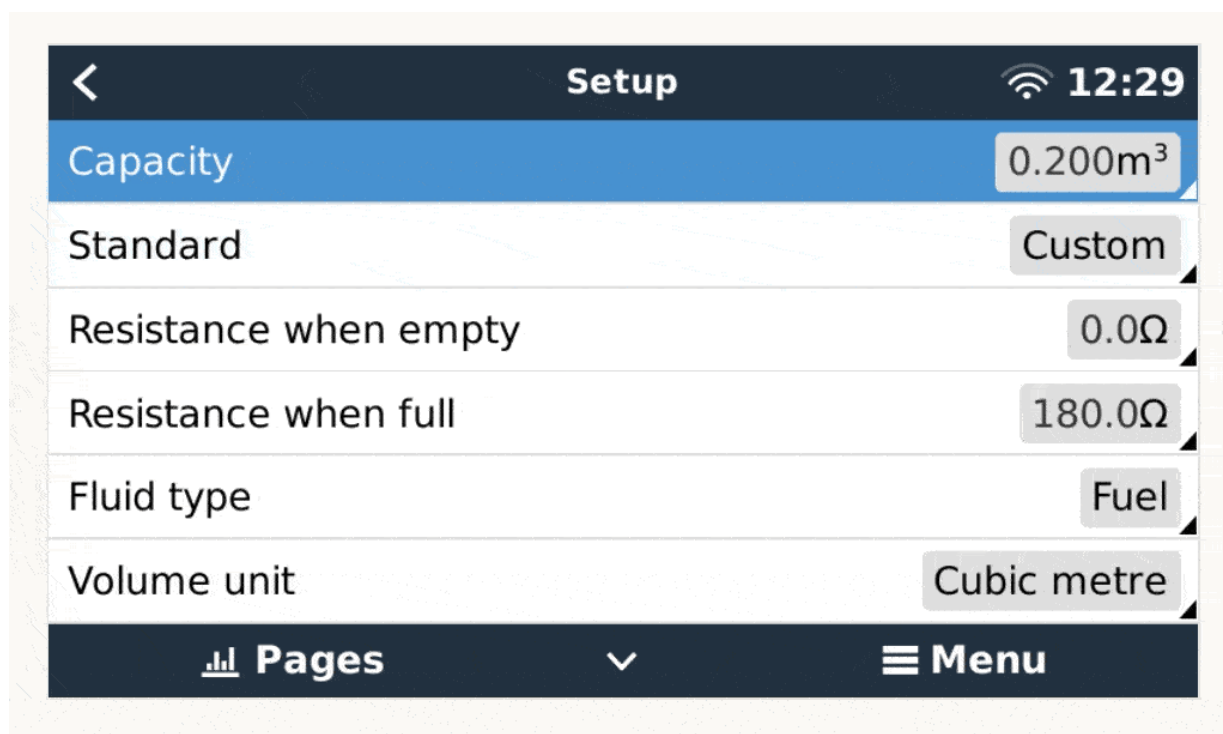 Setup 12:29
Capacity 0.200m³
Standard Custom
Resistance when empty 0.0Ω
Resistance when full 180.0Ω
Fluid type Fuel
Volume unit Cubic metre
Pages Menu